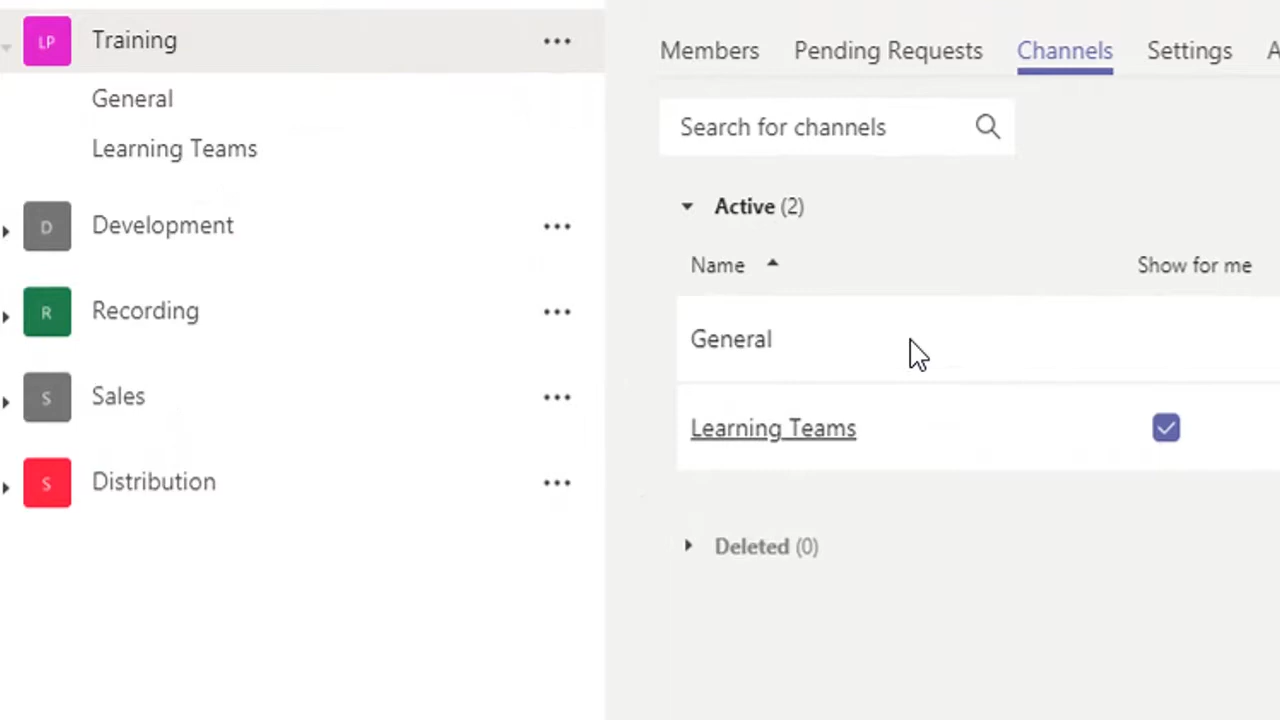 LP Training ...
General
Learning Teams
D Development ...
R Recording ...
S Sales ...
S Distribution ...
Members Pending Requests Channels Settings A
Search for channels
Active (2)
Name Show for me
General
Learning Teams
Deleted (0)